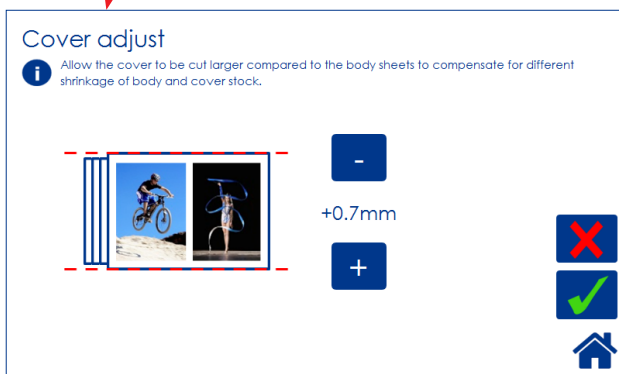 Cover adjust
i
Allow the cover to be cut larger compared to the body sheets to compensate for different
shrinkage of body and cover stock.
-
+0.7mm
+